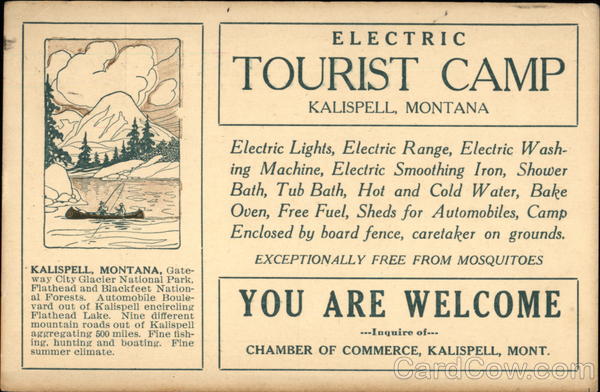 ELECTRIC
TOURIST CAMP
KALISPELL, MONTANA
Electric Lights, Electric Range, Electric Wash-
ing Machine, Electric Smoothing Iron, Shower
Bath, Tub Bath, Hot and Cold Water, Bake
Oven, Free Fuel, Sheds for Automobiles, Camp
Enclosed by board fence, caretaker on grounds.
EXCEPTIONALLY FREE FROM MOSQUITOES
YOU ARE WELCOME
---Inquire of---
CHAMBER OF COMMERCE, KALISPELL, MONT.
KALISPELL, MONTANA, Gate-
way City Glacier National Park,
Flathead and Blackfeet Nation-
al Forests. Automobile Boule-
vard out of Kalispell encircling
Flathead Lake. Nine different
mountain roads out of Kalispell
aggregating 500 miles. Fine fish-
ing, hunting and boating. Fine
summer climate.
CardCow.com